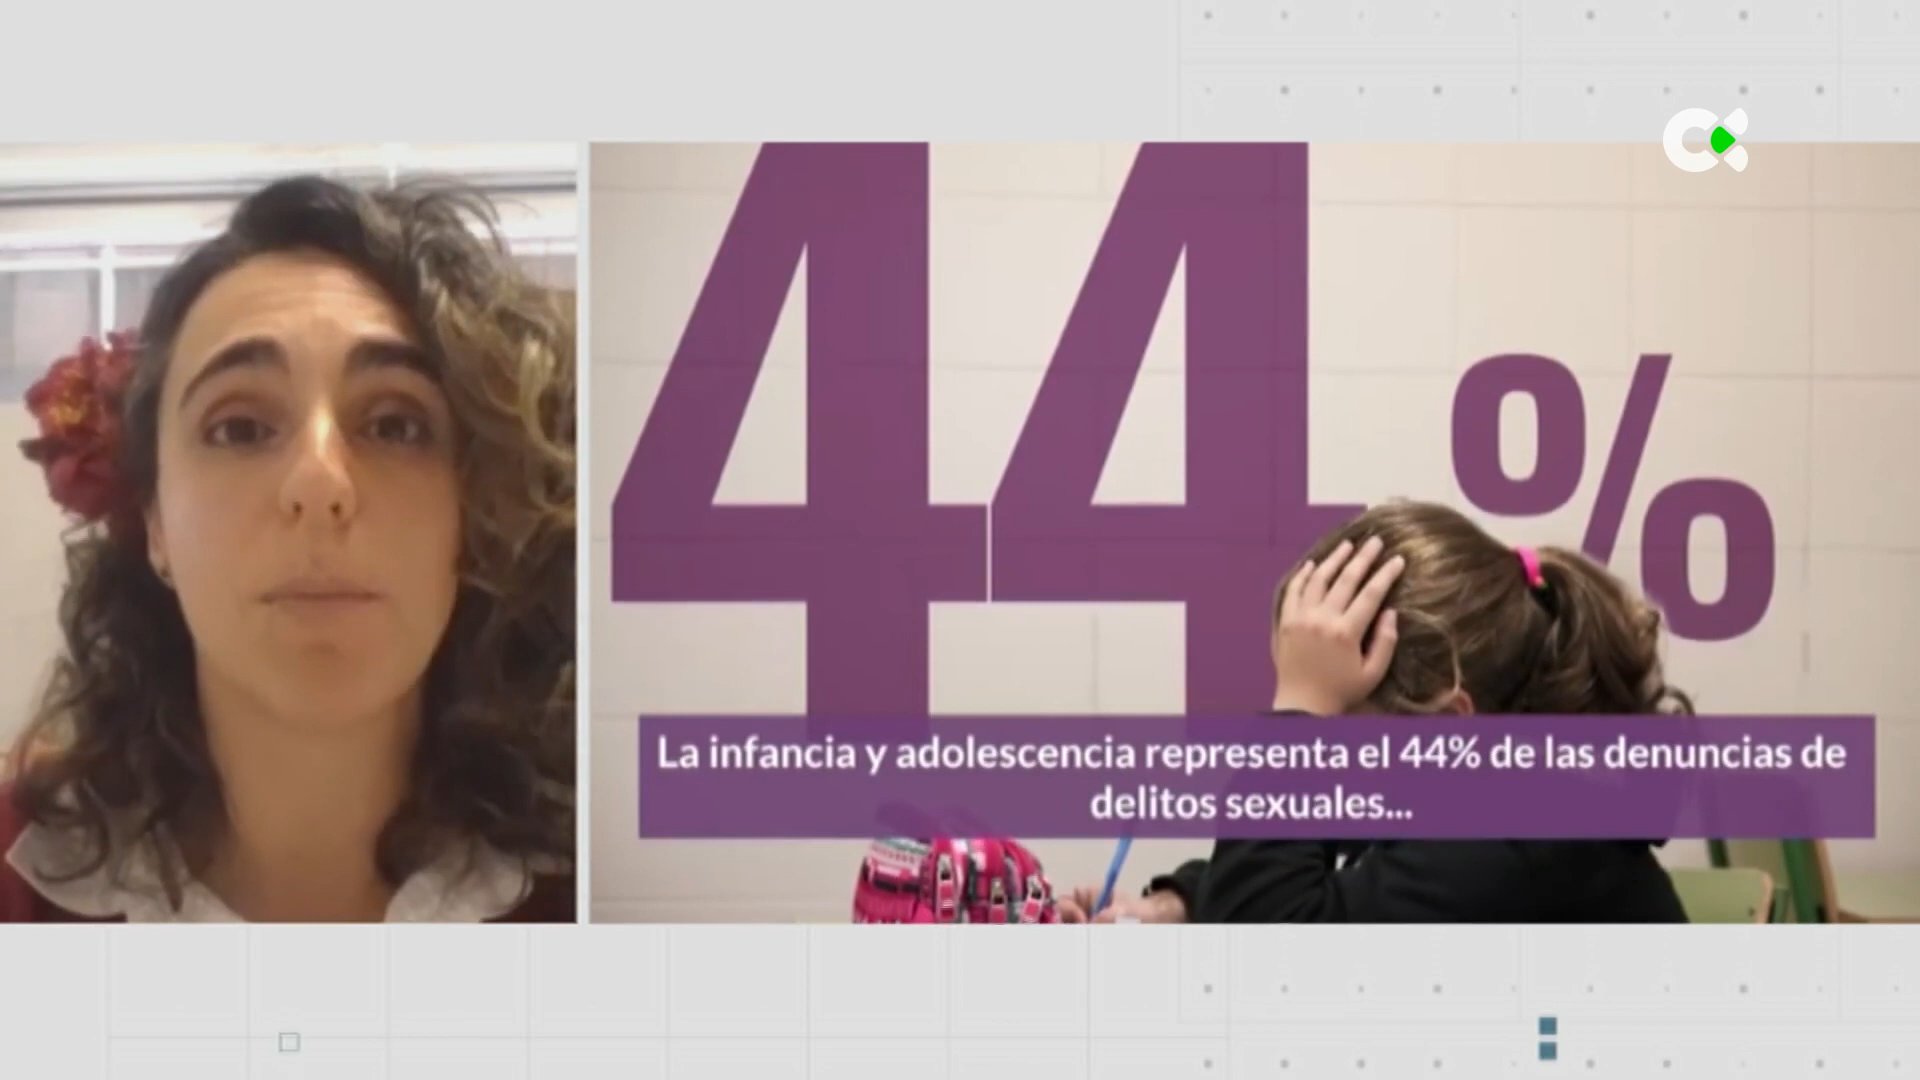 44%
La infancia y adolescencia representa el 44% de las denuncias de
delitos sexuales...